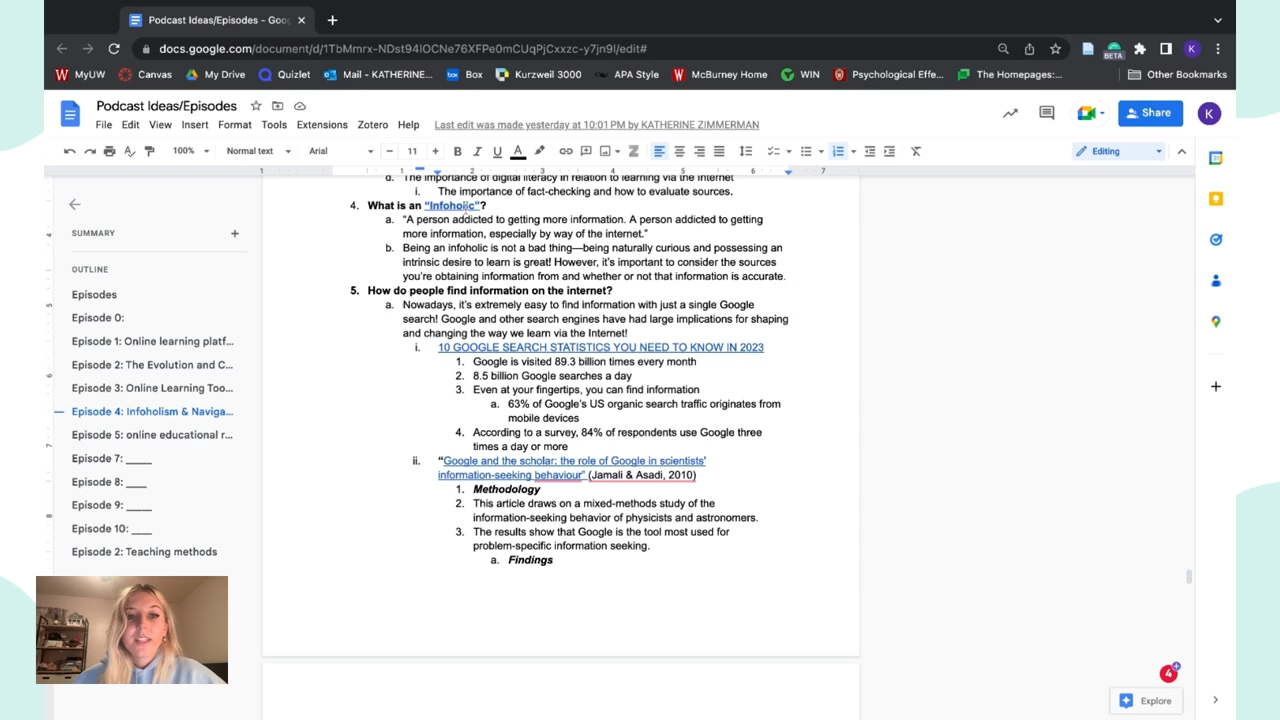 Podcast Ideas/Episodes - Goo
docs.google.com/document/d/1TbMmrx-NDst94IOCNe76XFPe0mCUqPjCxxzc-y7jn9I/edit#
MyUW Canvas My Drive Quizlet Mail - KATHERINE... Box Kurzweil 3000 APA Style McBurney Home WIN Psychological Effe... The Homepages:... Other Bookmarks
BETA
K
Podcast Ideas/Episodes
Share
K
File Edit View Insert Format Tools Extensions Zotero Help Last edit was made yesterday at 10:01 PM by KATHERINE ZIMMERMAN
100% Normal text Arial 11 B I U A Editing
1 1 2 3 4 5 6 7
SUMMARY
OUTLINE
Episodes
Episode 0:
Episode 1: Online learning platf...
Episode 2: The Evolution and C...
Episode 3: Online Learning Too...
Episode 4: Infoholism & Naviga...
Episode 5: online educational r...
Episode 7: _____
Episode 8: ____
Episode 9: _____
Episode 10: ____
Episode 2: Teaching methods
d. The importance of digital literacy in relation to learning via the Internet
i. The importance of fact-checking and how to evaluate sources.
4. What is an "Infoholic"?
a. "A person addicted to getting more information. A person addicted to getting
more information, especially by way of the internet."
b. Being an infoholic is not a bad thing—being naturally curious and possessing an
intrinsic desire to learn is great! However, it's important to consider the sources
you're obtaining information from and whether or not that information is accurate.
5. How do people find information on the internet?
a. Nowadays, it's extremely easy to find information with just a single Google
search! Google and other search engines have had large implications for shaping
and changing the way we learn via the Internet!
i. 10 GOOGLE SEARCH STATISTICS YOU NEED TO KNOW IN 2023
1. Google is visited 89.3 billion times every month
2. 8.5 billion Google searches a day
3. Even at your fingertips, you can find information
a. 63% of Google's US organic search traffic originates from
mobile devices
4. According to a survey, 84% of respondents use Google three
times a day or more
ii. "Google and the scholar: the role of Google in scientists'
information-seeking behaviour" (Jamali & Asadi, 2010)
1. Methodology
2. This article draws on a mixed-methods study of the
information-seeking behavior of physicists and astronomers.
3. The results show that Google is the tool most used for
problem-specific information seeking.
a. Findings
4
Explore